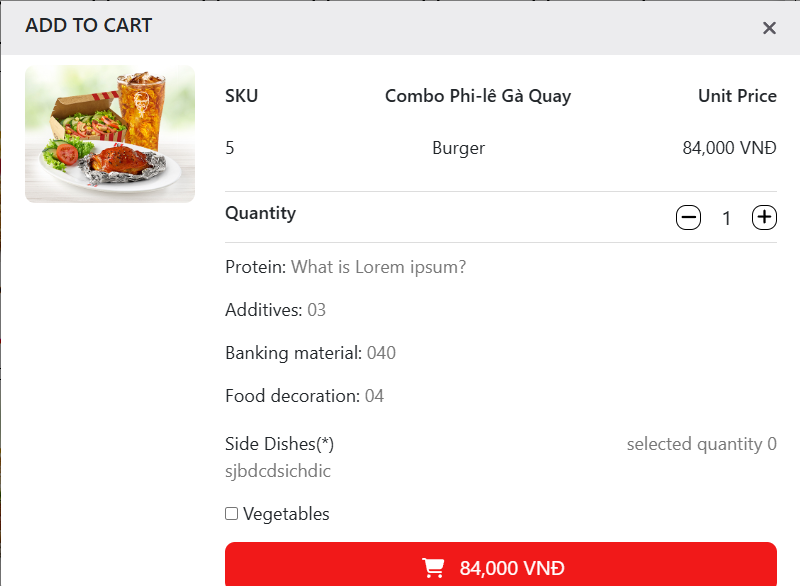 ADD TO CART
SKU Combo Phi-lê Gà Quay Unit Price
5 Burger 84,000 VNĐ
Quantity 1
Protein: What is Lorem ipsum?
Additives: 03
Banking material: 040
Food decoration: 04
Side Dishes(*) selected quantity 0
sjbdcdsichdic
Vegetables
84,000 VNĐ